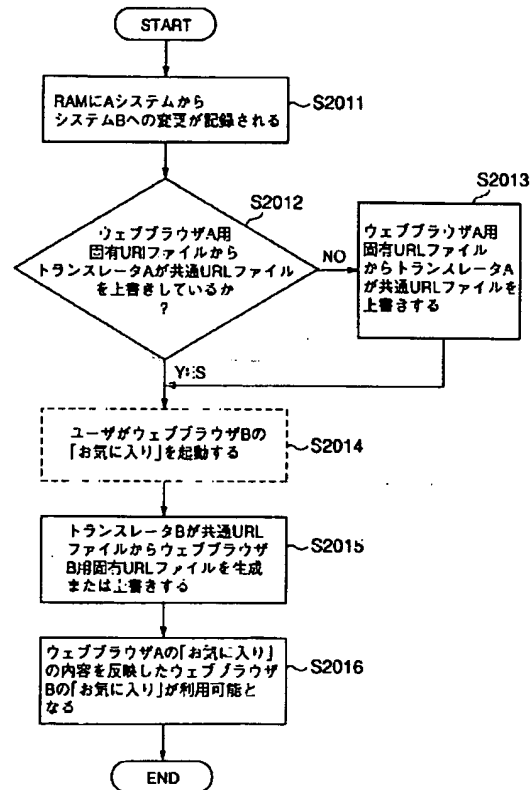 START
RAMにAシステムから
システムBへの変更が記録される
S2011
S2012
ウェブブラウザA用
固有URLファイルから
トランスレータAが共通URLファイル
を上書きしているか
?
NO
S2013
ウェブブラウザA用
固有URLファイル
からトランスレータA
が共通URLファイルを
上書きする
YES
ユーザがウェブブラウザBの
「お気に入り」を起動する
S2014
トランスレータBが共通URL
ファイルからウェブブラウザ
B用固有URLファイルを生成
または上書きする
S2015
ウェブブラウザAの「お気に入り」
の内容を反映したウェブブラウザ
Bの「お気に入り」が利用可能と
なる
S2016
END